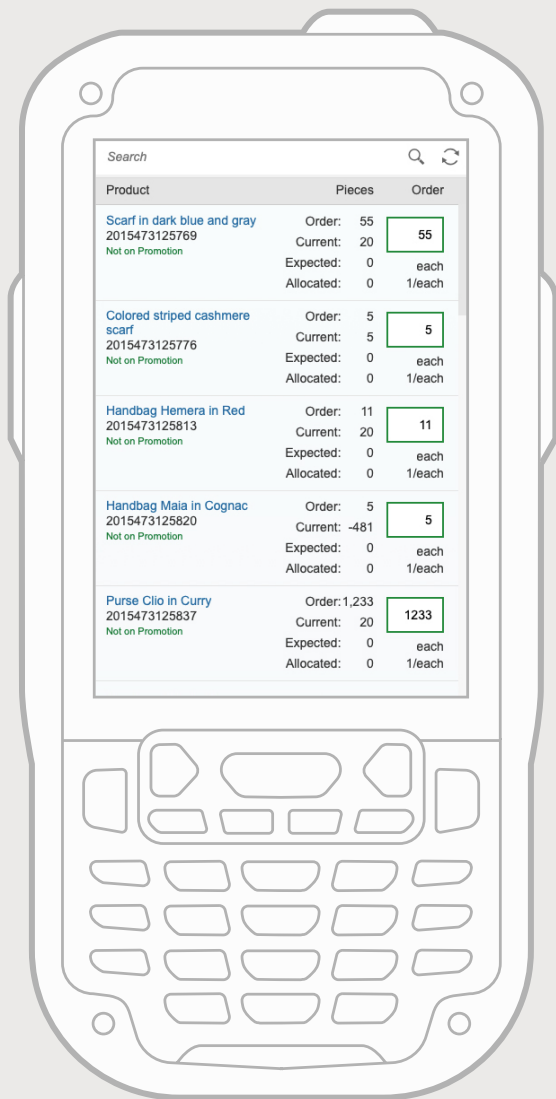 Search
Product Pieces Order
Scarf in dark blue and gray Order: 55 55
2015473125769 Current: 20
Not on Promotion Expected: 0 each
Allocated: 0 1/each
Colored striped cashmere Order: 5 5
scarf Current: 5
2015473125776 Expected: 0 each
Not on Promotion Allocated: 0 1/each
Handbag Hemera in Red Order: 11 11
2015473125813 Current: 20
Not on Promotion Expected: 0 each
Allocated: 0 1/each
Handbag Maia in Cognac Order: 5 5
2015473125820 Current: -481
Not on Promotion Expected: 0 each
Allocated: 0 1/each
Purse Clio in Curry Order: 1,233 1233
2015473125837 Current: 20
Not on Promotion Expected: 0 each
Allocated: 0 1/each